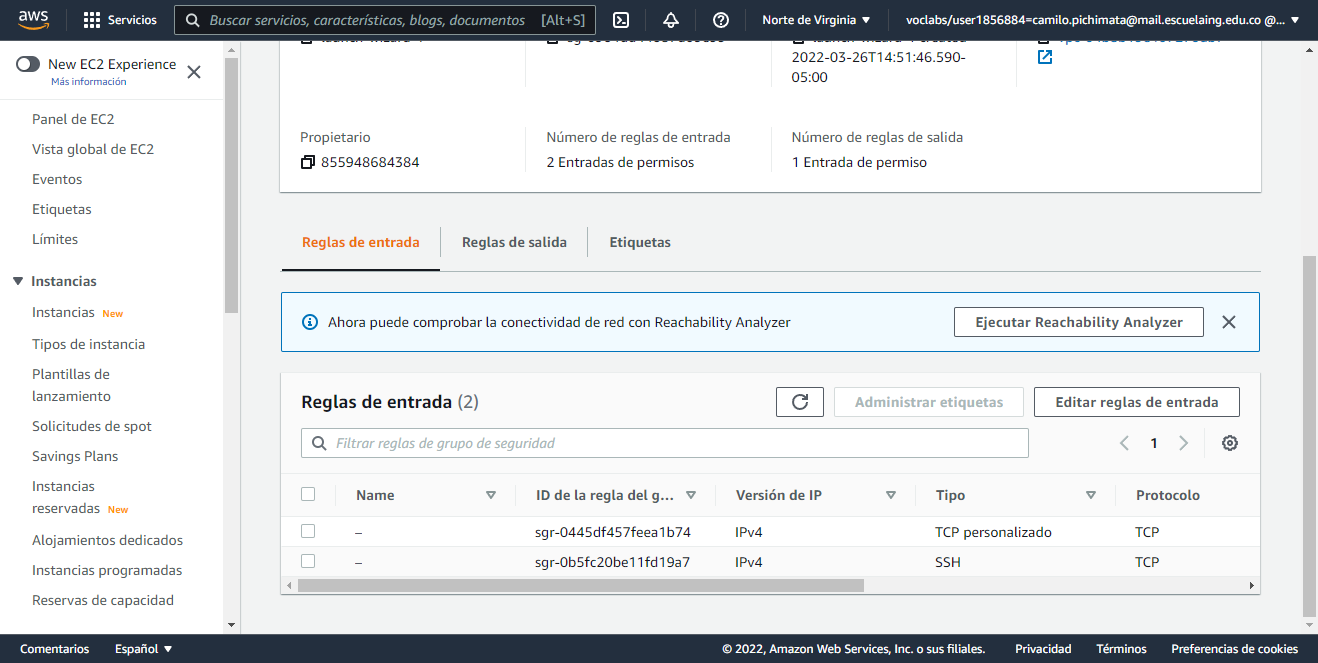 aws
Servicios
Buscar servicios, características, blogs, documentos [Alt+S]
Norte de Virginia
voclabs/user1856884=camilo.pichimata@mail.escuelaing.edu.co @...
New EC2 Experience
Más información
Panel de EC2
Vista global de EC2
Eventos
Etiquetas
Límites
Instancias
Instancias New
Tipos de instancia
Plantillas de
lanzamiento
Solicitudes de spot
Savings Plans
Instancias
reservadas New
Alojamientos dedicados
Instancias programadas
Reservas de capacidad
2022-03-26T14:51:46.590-
05:00
Propietario
855948684384
Número de reglas de entrada
2 Entradas de permisos
Número de reglas de salida
1 Entrada de permiso
Reglas de entrada
Reglas de salida
Etiquetas
Ahora puede comprobar la conectividad de red con Reachability Analyzer
Ejecutar Reachability Analyzer
Reglas de entrada (2)
Administrar etiquetas
Editar reglas de entrada
Filtrar reglas de grupo de seguridad
1
Name ID de la regla del g... Versión de IP Tipo Protocolo
– sgr-0445df457feea1b74 IPv4 TCP personalizado TCP
– sgr-0b5fc20be11fd19a7 IPv4 SSH TCP
Comentarios
Español
© 2022, Amazon Web Services, Inc. o sus filiales.
Privacidad
Términos
Preferencias de cookies